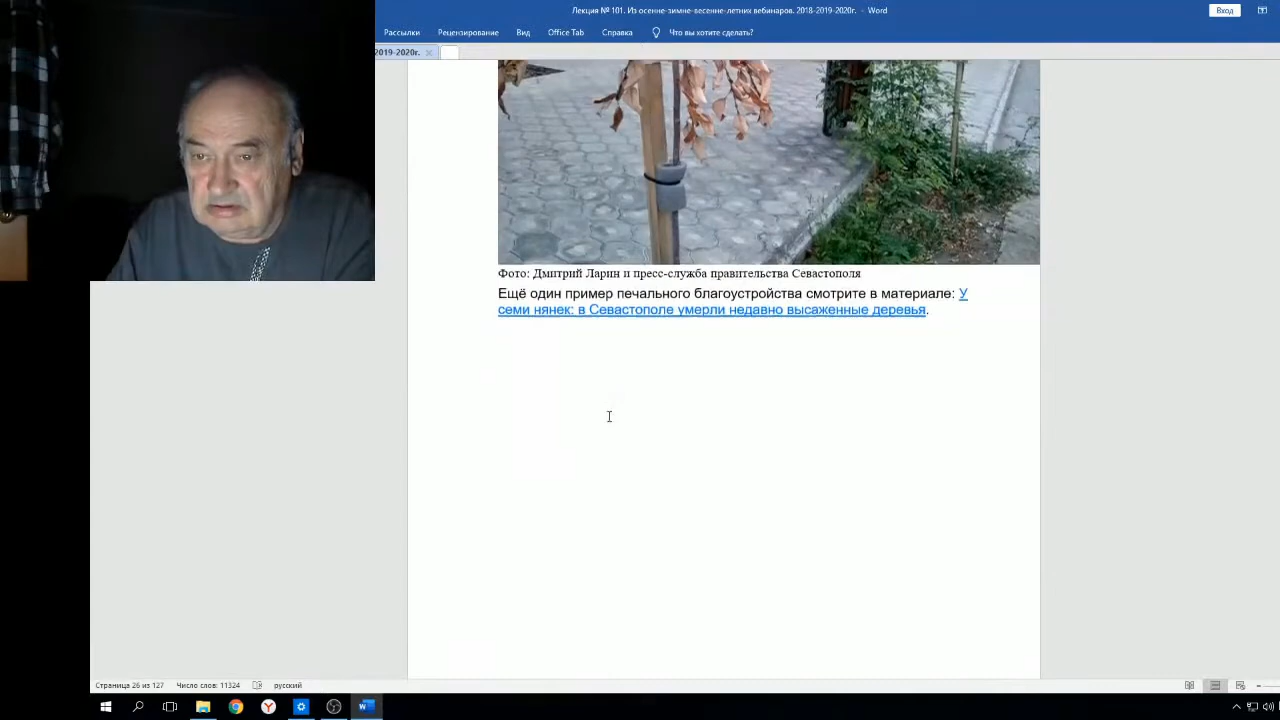 Лекция № 101. Из осенне-зимне-весенне-летних вебинаров. 2018-2019-2020г. - Word
Вход
Рассылки Рецензирование Вид Office Tab Справка Что вы хотите сделать?
2019-2020г.
Фото: Дмитрий Ларин и пресс-служба правительства Севастополя
Ещё один пример печального благоустройства смотрите в материале: У
семи нянек: в Севастополе умерли недавно высаженные деревья.
Страница 26 из 127 Число слов: 11324 русский